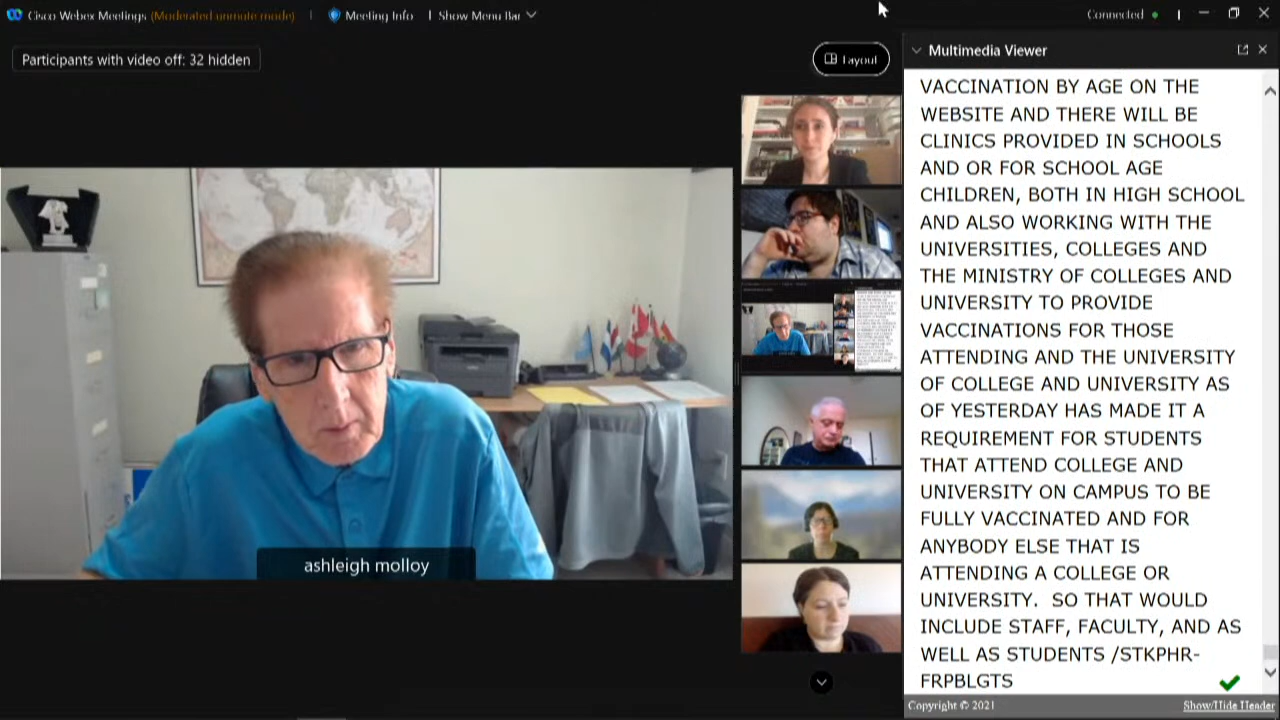 Cisco Webex Meetings (Moderated unmute mode) | Meeting Info | Show Menu Bar
Connected
Participants with video off: 32 hidden
Layout
Multimedia Viewer
VACCINATION BY AGE ON THE
WEBSITE AND THERE WILL BE
CLINICS PROVIDED IN SCHOOLS
AND OR FOR SCHOOL AGE
CHILDREN, BOTH IN HIGH SCHOOL
AND ALSO WORKING WITH THE
UNIVERSITIES, COLLEGES AND
THE MINISTRY OF COLLEGES AND
UNIVERSITY TO PROVIDE
VACCINATIONS FOR THOSE
ATTENDING AND THE UNIVERSITY
OF COLLEGE AND UNIVERSITY AS
OF YESTERDAY HAS MADE IT A
REQUIREMENT FOR STUDENTS
THAT ATTEND COLLEGE AND
UNIVERSITY ON CAMPUS TO BE
FULLY VACCINATED AND FOR
ANYBODY ELSE THAT IS
ATTENDING A COLLEGE OR
UNIVERSITY. SO THAT WOULD
INCLUDE STAFF, FACULTY, AND AS
WELL AS STUDENTS /STKPHR-
FRPBLGTS
ashleigh molloy
Copyright © 2021
Show/Hide Header